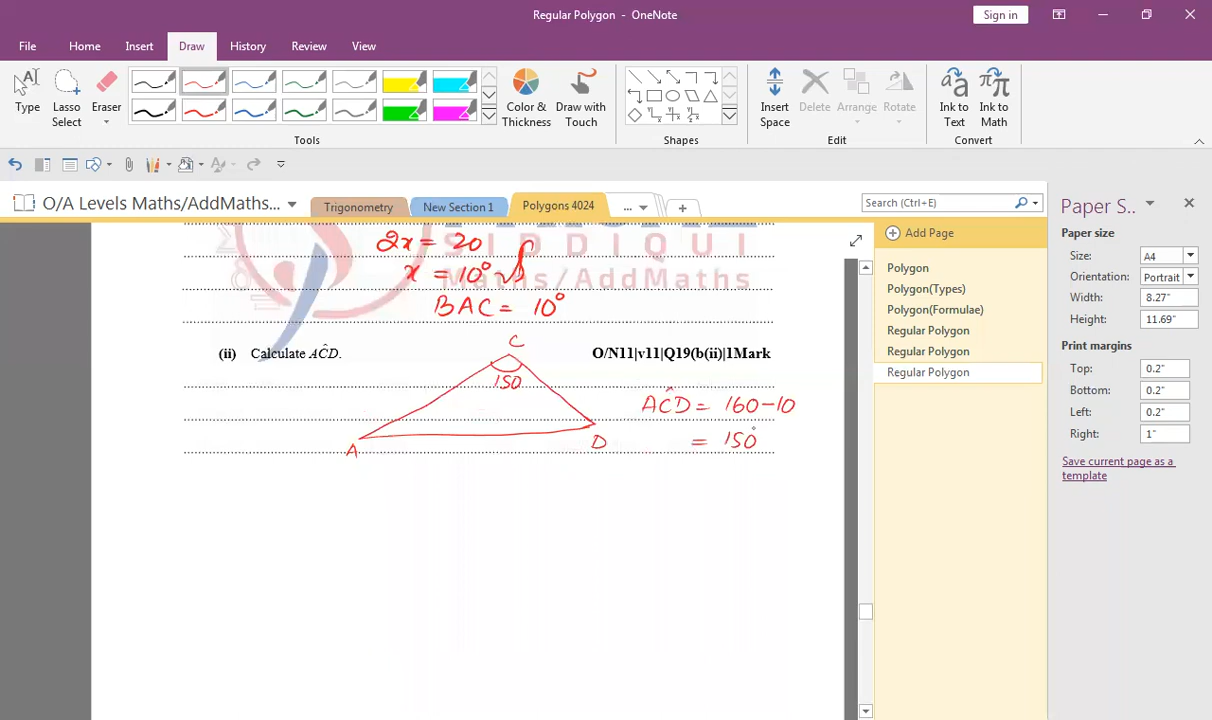 Regular Polygon - OneNote
Sign in
File Home Insert Draw History Review View
Type
Lasso Select
Eraser
Color & Thickness
Draw with Touch
Insert Space
Delete
Arrange
Rotate
Ink to Text
Ink to Math
Tools
Shapes
Edit
Convert
O/A Levels Maths/AddMaths...
Trigonometry
New Section 1
Polygons 4024
...
Search (Ctrl+E)
Add Page
Polygon
Polygon(Types)
Polygon(Formulae)
Regular Polygon
Regular Polygon
Regular Polygon
Paper S...
Paper size
Size: A4
Orientation: Portrait
Width: 8.27"
Height: 11.69"
Print margins
Top: 0.2"
Bottom: 0.2"
Left: 0.2"
Right: 1"
Save current page as a template
SIDDIQUI
Maths/AddMaths
2x = 20
x = 10°
BAC = 10°
(ii) Calculate AĈD. O/N11|v11|Q19(b(ii)|1Mark
C
150
A
D
AĈD = 160-10
= 150°